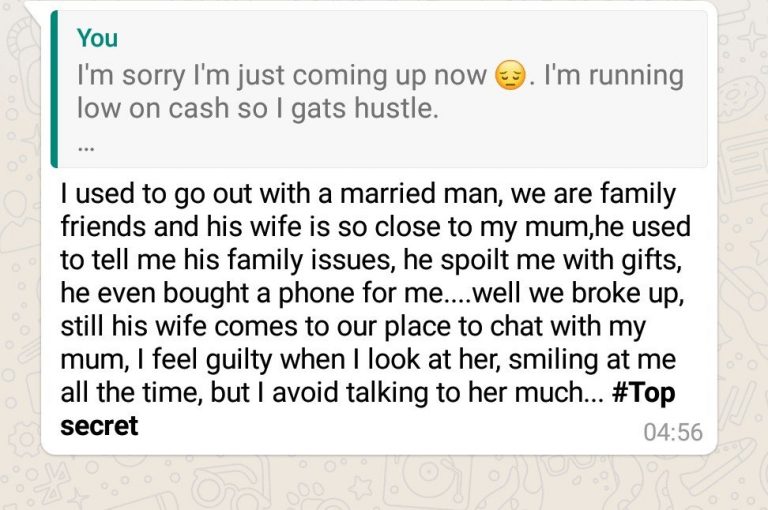 You
I'm sorry I'm just coming up now 😔. I'm running
low on cash so I gats hustle.
...
I used to go out with a married man, we are family
friends and his wife is so close to my mum,he used
to tell me his family issues, he spoilt me with gifts,
he even bought a phone for me....well we broke up,
still his wife comes to our place to chat with my
mum, I feel guilty when I look at her, smiling at me
all the time, but I avoid talking to her much... #Top
secret
04:56